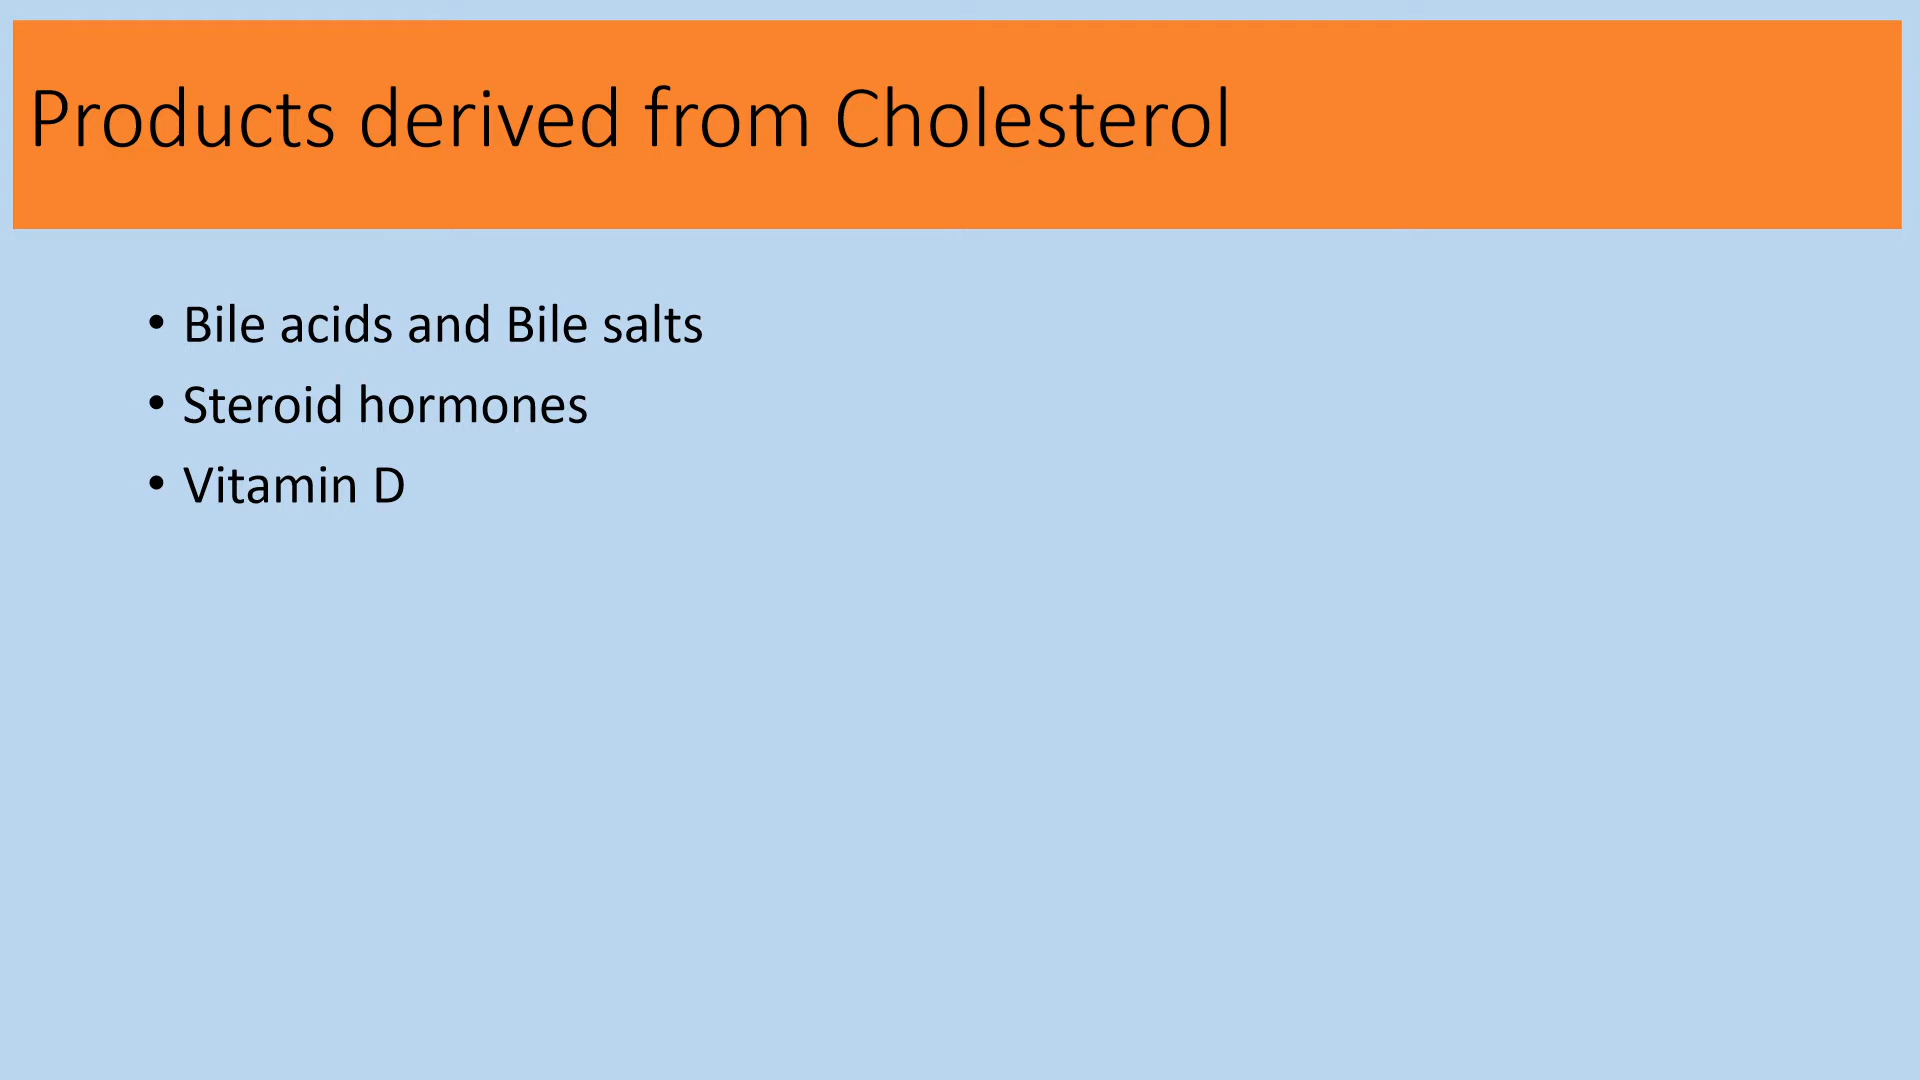 Products derived from Cholesterol
• Bile acids and Bile salts
• Steroid hormones
• Vitamin D